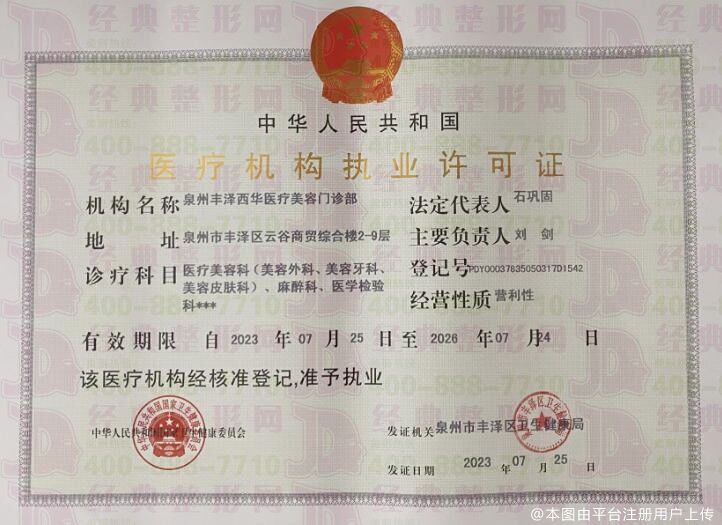 中华人民共和国
医疗机构执业许可证
机构名称 泉州丰泽西华医疗美容门诊部
法定代表人 石巩固
地 址 泉州市丰泽区云谷商贸综合楼2-9层
主要负责人 刘 剑
诊疗科目 医疗美容科（美容外科、美容牙科、
美容皮肤科）、麻醉科、医学检验
科***
登记号 PDY00037835050317D1542
经营性质 营利性
有效期限 自 2023 年 07 月 25 日至 2026 年 07 月 24 日
该医疗机构经核准登记,准予执业
中华人民共和国国家卫生健康委员会
发证机关 泉州市丰泽区卫生健康局
发证日期 2023 年 07 月 25 日
经典整形网
400-888-7710
@本图由平台注册用户上传